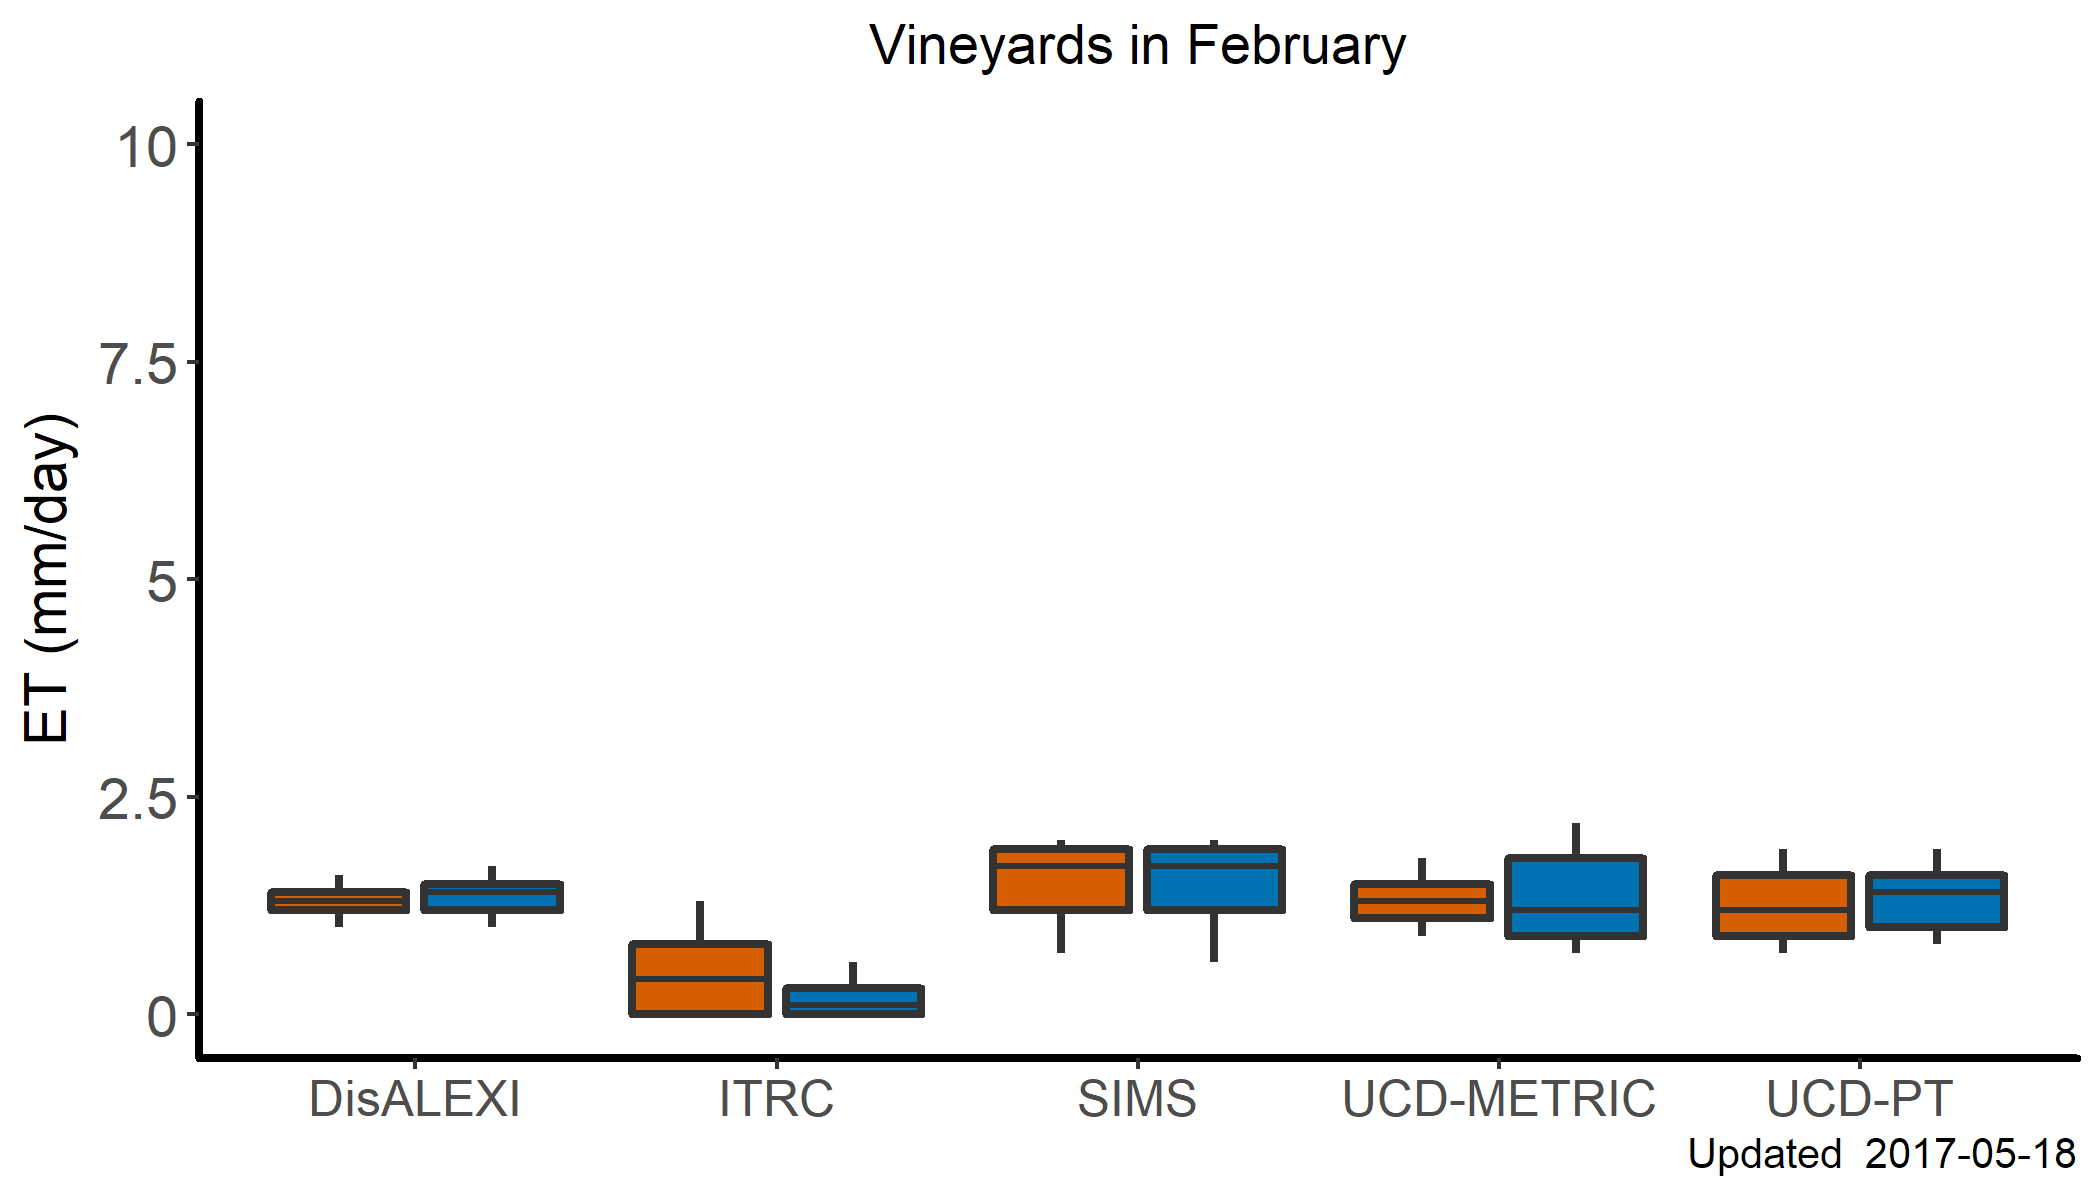 Vineyards in February
10
7.5
5
2.5
0
ET (mm/day)
DisALEXI ITRC SIMS UCD-METRIC UCD-PT
Updated  2017-05-18